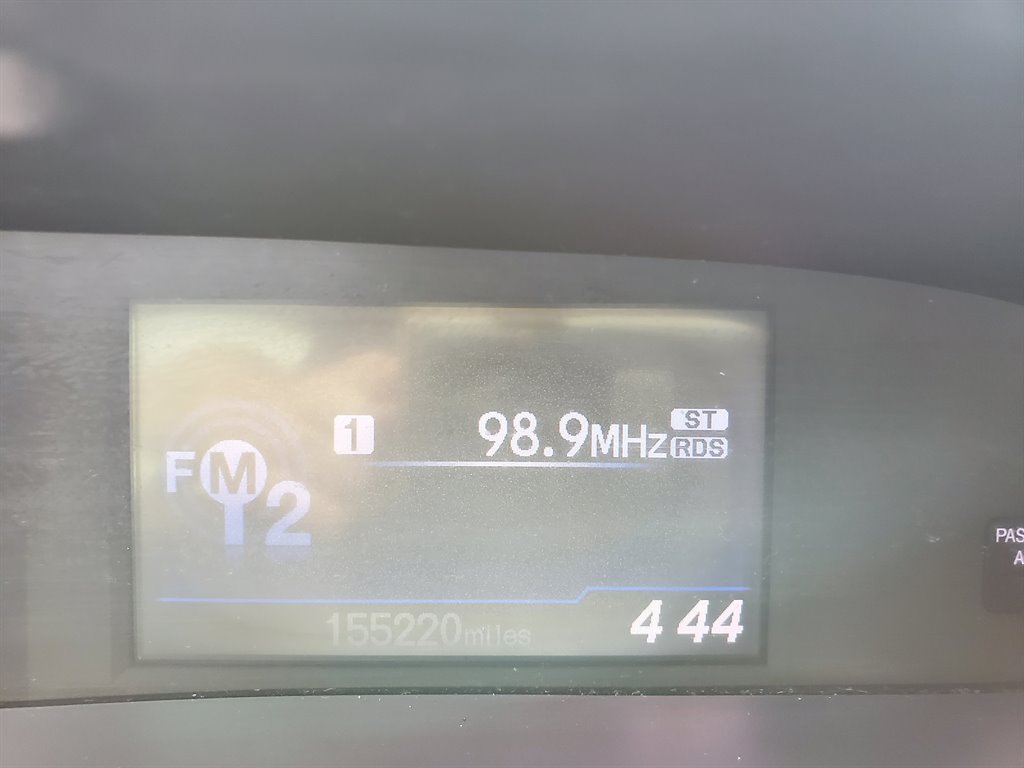 1 98.9MHz ST
RDS
FM2
155220miles 4 44
PAS
A